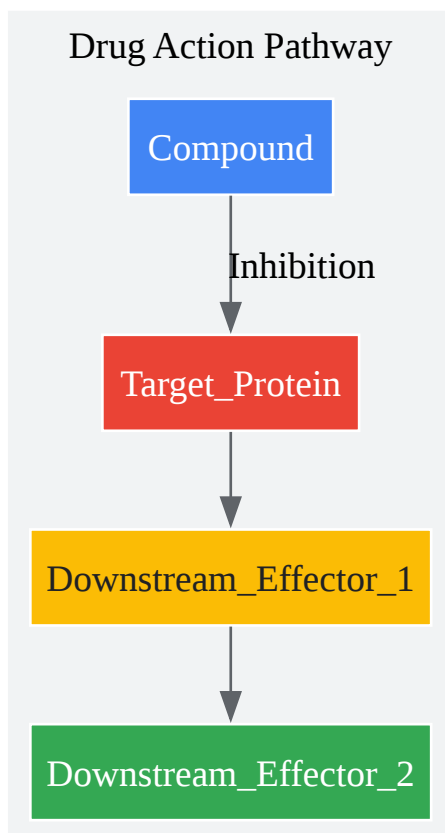 Drug Action Pathway
Compound
Inhibition
Target_Protein
Downstream_Effector_1
Downstream_Effector_2